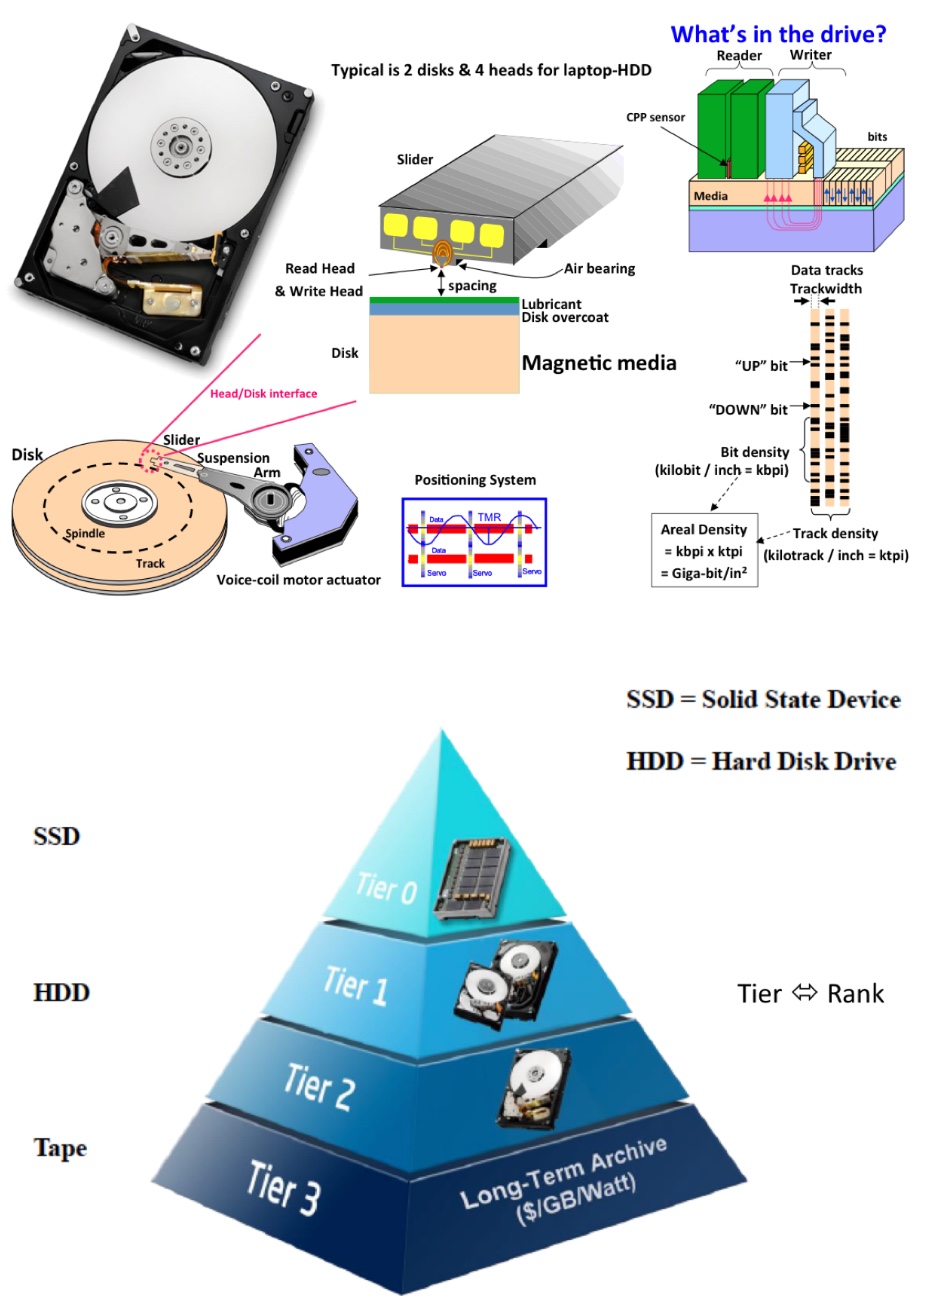 What's in the drive?
Typical is 2 disks & 4 heads for laptop-HDD
Reader
Writer
CPP sensor
bits
Media
Slider
Read Head
& Write Head
Air bearing
spacing
Lubricant
Disk overcoat
Disk
Magnetic media
Data tracks
Trackwidth
"UP" bit
"DOWN" bit
Bit density
(kilobit / inch = kbpi)
Areal Density
= kbpi x ktpi
= Giga-bit/in²
Track density
(kilotrack / inch = ktpi)
Head/Disk interface
Disk
Slider
Suspension
Arm
Spindle
Track
Voice-coil motor actuator
Positioning System
Data
TMR
Data
Servo
Servo
Servo
SSD = Solid State Device
HDD = Hard Disk Drive
SSD
Tier 0
HDD
Tier 1
Tier ⬄ Rank
Tier 2
Tape
Tier 3
Long-Term Archive
($/GB/Watt)